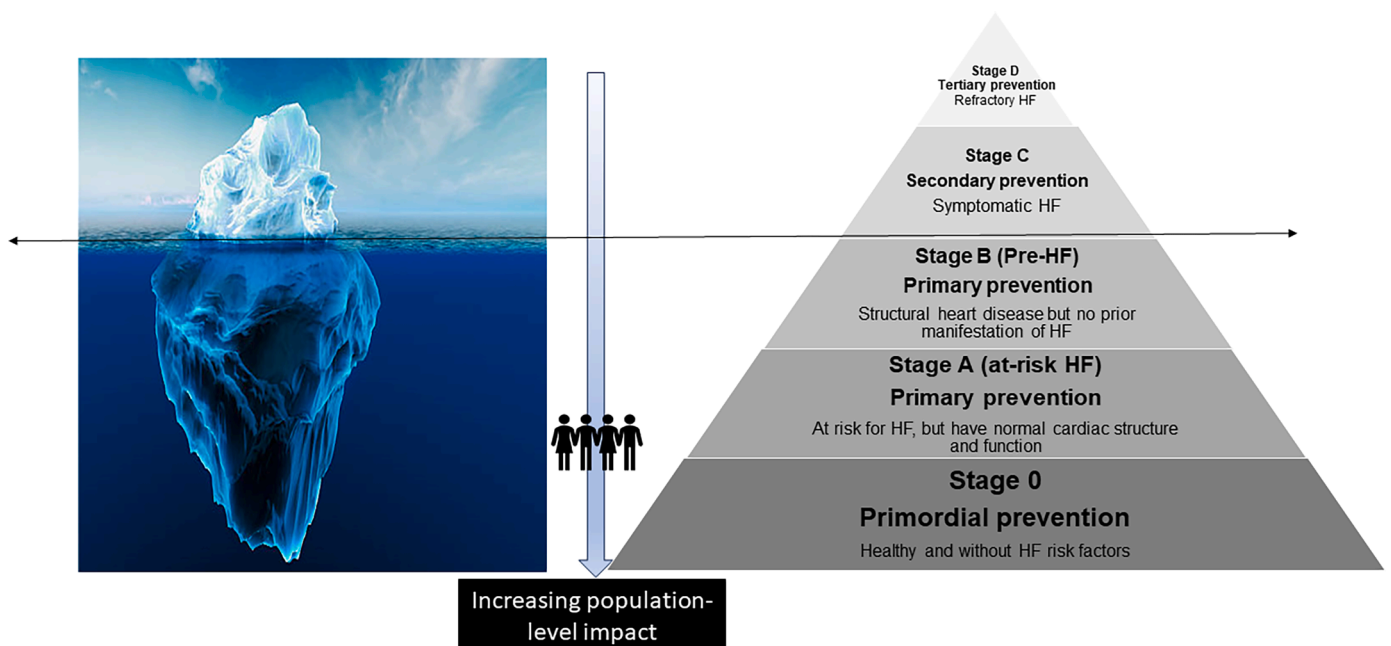 Stage D
Tertiary prevention
Refractory HF
Stage C
Secondary prevention
Symptomatic HF
Stage B (Pre-HF)
Primary prevention
Structural heart disease but no prior
manifestation of HF
Stage A (at-risk HF)
Primary prevention
At risk for HF, but have normal cardiac structure
and function
Stage 0
Primordial prevention
Healthy and without HF risk factors
Increasing population-
level impact